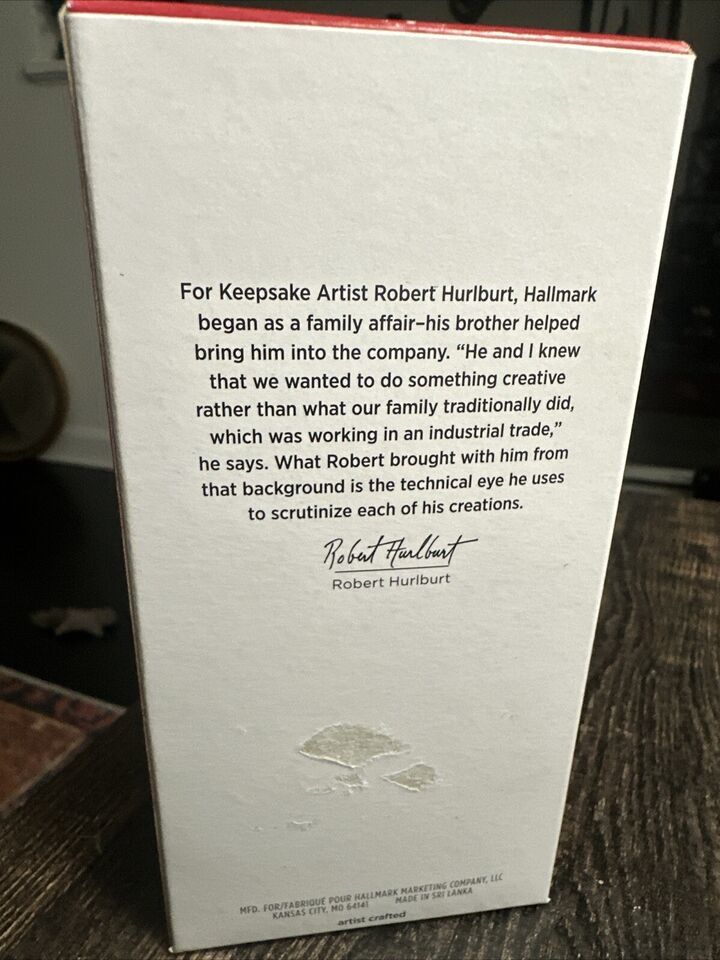 For Keepsake Artist Robert Hurlburt, Hallmark
began as a family affair–his brother helped
bring him into the company. “He and I knew
that we wanted to do something creative
rather than what our family traditionally did,
which was working in an industrial trade,”
he says. What Robert brought with him from
that background is the technical eye he uses
to scrutinize each of his creations.
Robert Hurlburt
Robert Hurlburt
MFD. FOR/FABRIQUÉ POUR HALLMARK MARKETING COMPANY, LLC
KANSAS CITY, MO 64141 MADE IN SRI LANKA
artist crafted